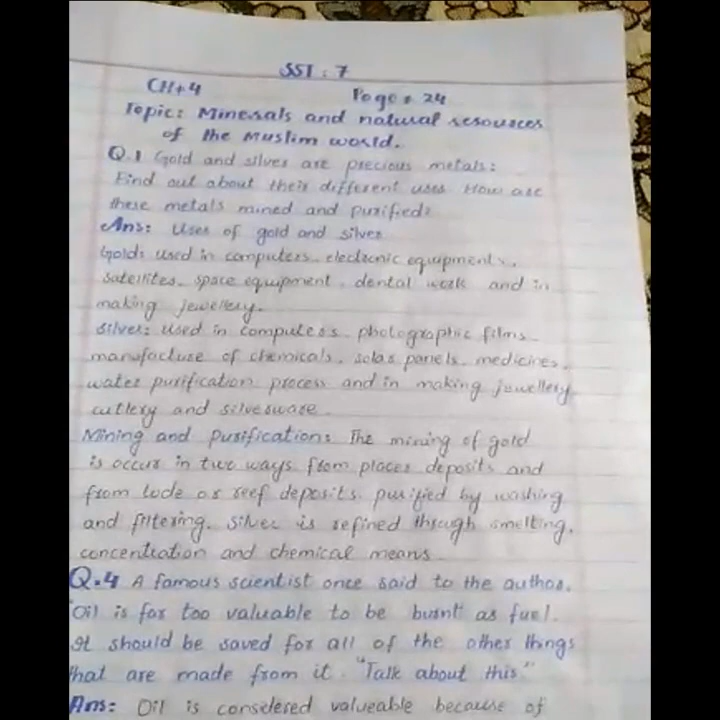 SST : 7
CH # 4 Page # 24
Topic: Minerals and natural resources
of the Muslim world.
Q.1 Gold and silver are precious metals:
Find out about their different uses. How are
these metals mined and purified?
Ans: Uses of gold and silver
Gold: used in computers, electronic equipments,
satellites, space equipment, dental work and in
making jewellery.
Silver: used in computers, photographic films,
manufacture of chemicals, solar panels, medicines,
water purification process and in making jewellery
cutlery and silverware.
Mining and Purification: The mining of gold
is occur in two ways from placer deposits and
from lode or reef deposits, purified by washing
and filtering. Silver is refined through smelting,
concentration and chemical means.
Q.4 A famous scientist once said to the author.
"Oil is far too valuable to be burnt as fuel.
It should be saved for all of the other things
that are made from it. "Talk about this"
Ans: Oil is considered valueable because of